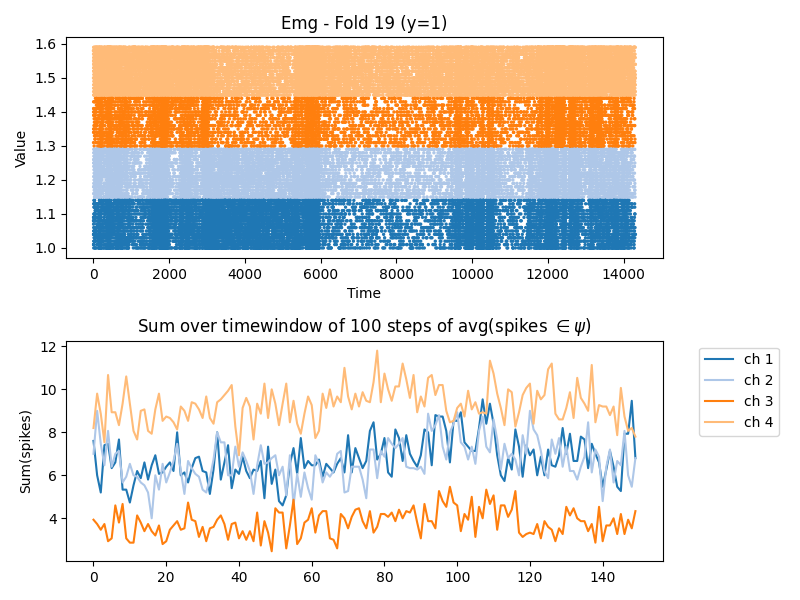 Emg - Fold 19 (y=1)
1.6
1.5
1.4
1.3
1.2
1.1
1.0
Value
0 2000 4000 6000 8000 10000 12000 14000
Time
Sum over timewindow of 100 steps of avg(spikes ∈ψ)
12
10
8
6
4
Sum(spikes)
0 20 40 60 80 100 120 140
ch 1
ch 2
ch 3
ch 4